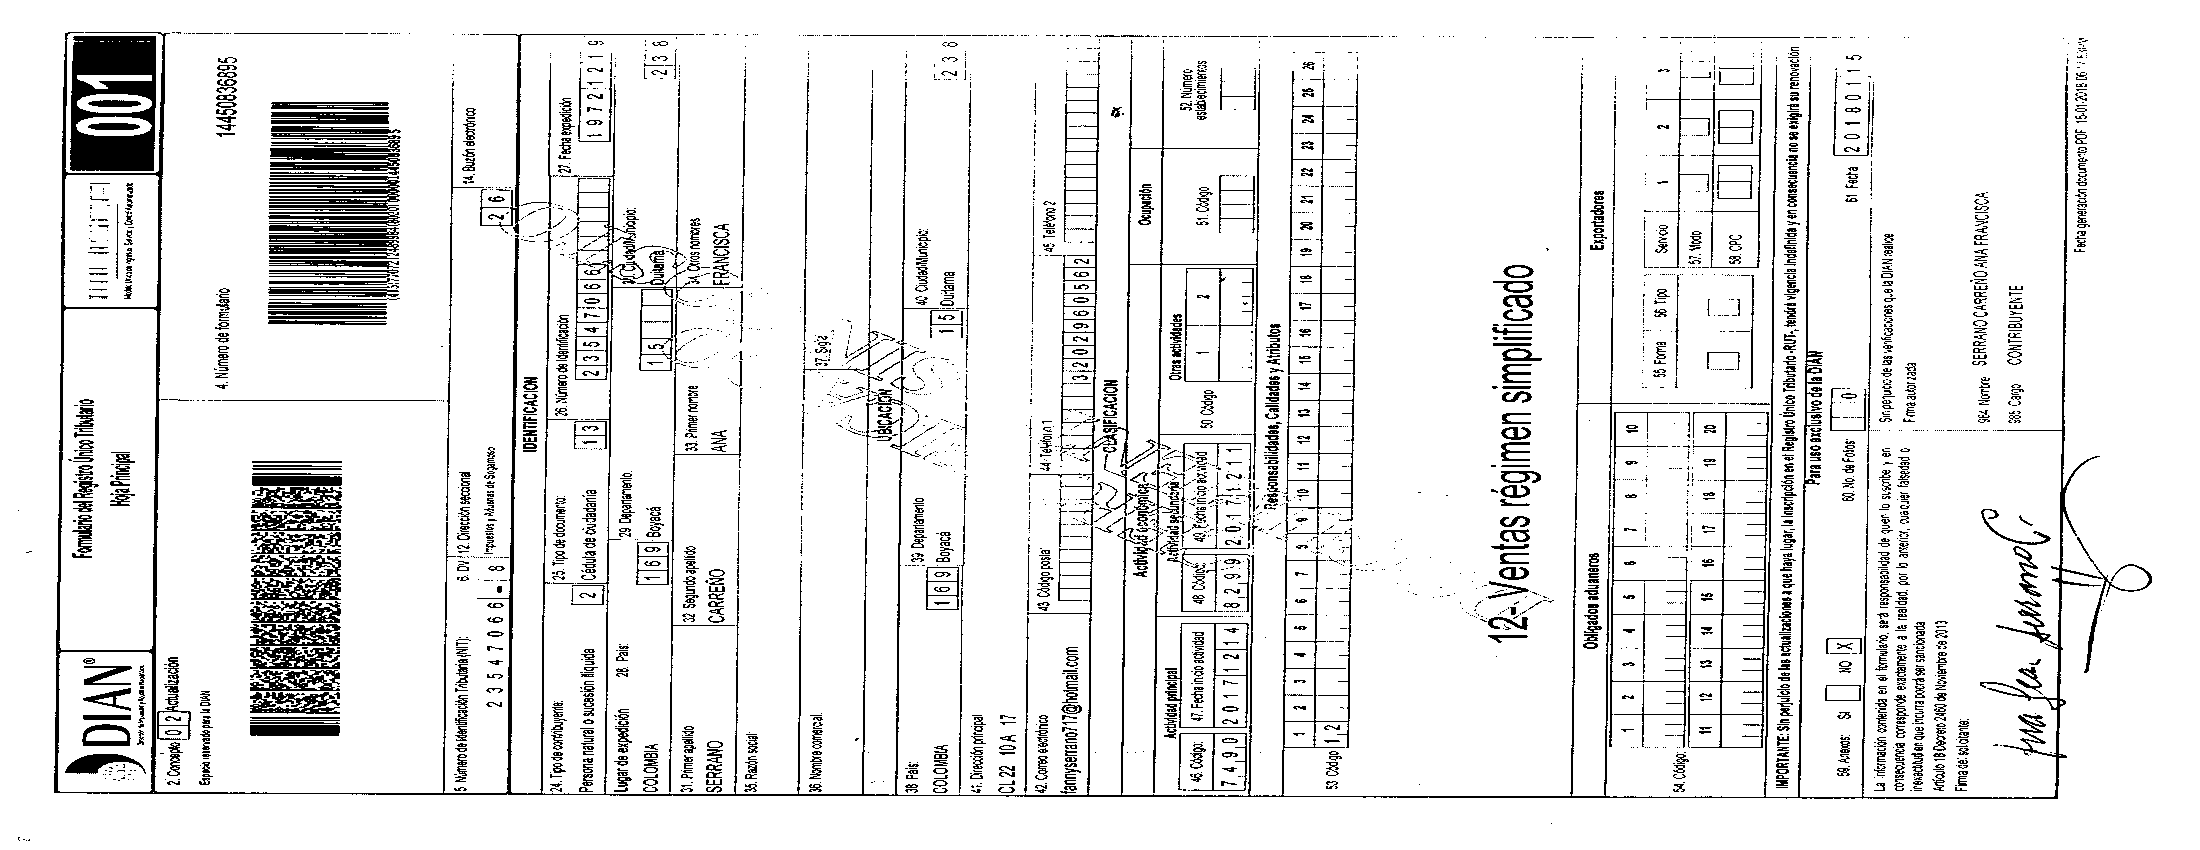 DIAN®
Formulario del Registro Único Tributario
Hoja Principal
001
2. Concepto 0 2 Actualización
Espacio reservado para la DIAN
4. Número de formulario
14450836895
5. Número de Identificación Tributaria (NIT):
6. DV
12. Dirección seccional
14. Buzón electrónico
2 3 5 4 7 0 6 6 - 8
Impuestos y Aduanas de Sogamoso
2 6
IDENTIFICACION
24. Tipo de contribuyente:
25. Tipo de documento:
26. Número de Identificación:
27. Fecha expedición
Persona natural o sucesión ilíquida
2
Cédula de ciudadanía
1 3
2 3 5 4 7 0 6 6
1 9 7 2 1 2 1 9
Lugar de expedición
28. País:
29. Departamento:
Ciudad/Municipio:
COLOMBIA
1 6 9
Boyacá
1 5
Duitama
2 3 8
31. Primer apellido
32. Segundo apellido
33. Primer nombre
34. Otros nombres
SERRANO
CARREÑO
ANA
FRANCISCA
35. Razón social:
36. Nombre comercial:
37. Sigla:
UBICACION
38. País:
39. Departamento
40. Ciudad/Municipio:
COLOMBIA
1 6 9
Boyacá
1 5
Duitama
2 3 8
41. Dirección principal
CL 22 10 A 17
42. Correo electrónico
43. Código postal
44. Teléfono 1
45. Teléfono 2
fannyserrano717@hotmail.com
3 2 0 2 9 6 0 5 6 2
CLASIFICACION
Actividad económica
Ocupación
52. Número
establecimientos
Actividad principal
Actividad secundaria
Otras actividades
46. Código:
47. Fecha inicio actividad
48. Código:
49. Fecha inicio actividad
50. Código:
1
2
51. Código
7 4 9 0
2 0 1 7 1 2 1 4
8 2 9 9
2 0 1 7 1 2 1 1
Responsabilidades, Calidades y Atributos
1 2 3 4 5 6 7 8 9 10 11 12 13 14 15 16 17 18 19 20 21 22 23 24 25 26
53. Código
1 2
12- Ventas régimen simplificado
Obligados aduaneros
Exportadores
1 2 3 4 5 6 7 8 9 10
54. Código:
11 12 13 14 15 16 17 18 19 20
55. Forma
56. Tipo
Servicio
1
2
3
57. Modo
58. CPC
IMPORTANTE: Sin perjuicio de las actualizaciones a que haya lugar, la inscripción en el Registro Único Tributario -RUT-, tendrá vigencia indefinida y en consecuencia no se exigirá su renovación
Para uso exclusivo de la DIAN
59. Anexos:
SI
NO X
60. No. de Folios:
0
61. Fecha
2 0 1 8 0 1 1 5
La información contenida en el formulario, será responsabilidad de quien lo suscribe y en
consecuencia corresponde exactamente a la realidad; por lo anterior, cualquier falsedad o
inexactitud en que incurra podrá ser sancionada.
Artículo 18 Decreto 2460 de Noviembre de 2013
Firma del solicitante:
Sin perjuicio de las verificaciones que la DIAN realice.
Firma autorizada:
984. Nombre SERRANO CARREÑO ANA FRANCISCA
985. Cargo: CONTRIBUYENTE
Fecha generación documento PDF: 15-01-2018